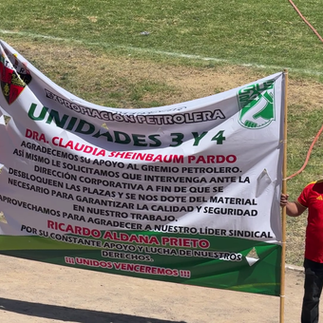 PROMOCIÓN PETROLERA
UNIDADES 3 Y 4
DRA. CLAUDIA SHEINBAUM PARDO
AGRADECEMOS SU APOYO AL GREMIO PETROLERO.
ASÍ MISMO LE SOLICITAMOS QUE INTERVENGA ANTE LA
DIRECCIÓN CORPORATIVA A FIN DE QUE SE
DESBLOQUEEN LAS PLAZAS Y SE NOS DOTE DEL MATERIAL
NECESARIO PARA GARANTIZAR LA CALIDAD Y SEGURIDAD
EN NUESTRO TRABAJO.
APROVECHAMOS PARA AGRADECER A NUESTRO LÍDER SINDICAL
RICARDO ALDANA PRIETO
POR SU CONSTANTE APOYO Y LUCHA DE NUESTROS
DERECHOS.
¡¡¡UNIDOS VENCEREMOS!!!